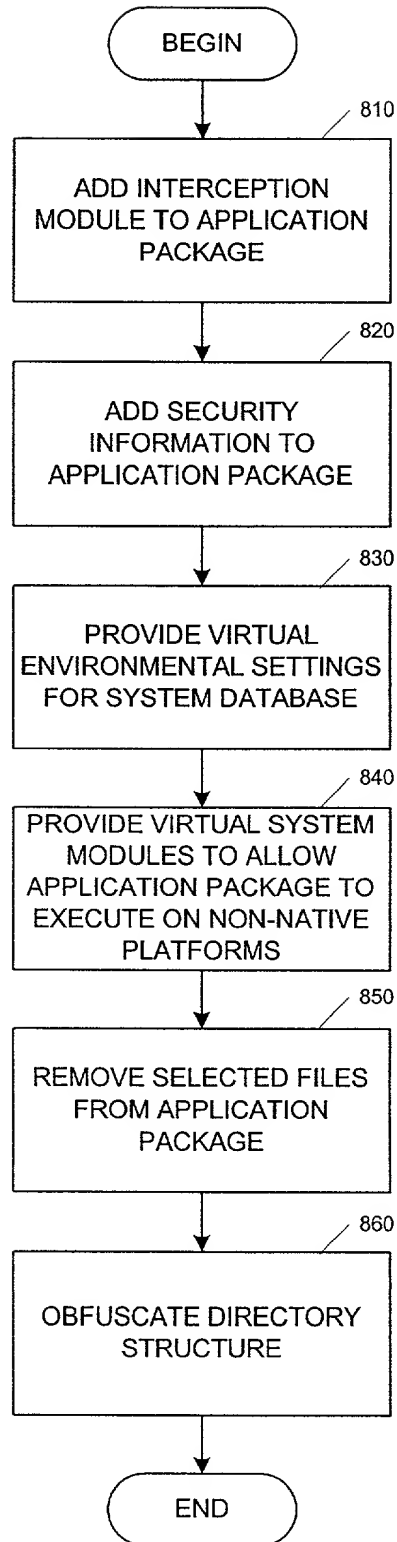 BEGIN
810
ADD INTERCEPTION
MODULE TO APPLICATION
PACKAGE
820
ADD SECURITY
INFORMATION TO
APPLICATION PACKAGE
830
PROVIDE VIRTUAL
ENVIRONMENTAL SETTINGS
FOR SYSTEM DATABASE
840
PROVIDE VIRTUAL SYSTEM
MODULES TO ALLOW
APPLICATION PACKAGE TO
EXECUTE ON NON-NATIVE
PLATFORMS
850
REMOVE SELECTED FILES
FROM APPLICATION
PACKAGE
860
OBFUSCATE DIRECTORY
STRUCTURE
END